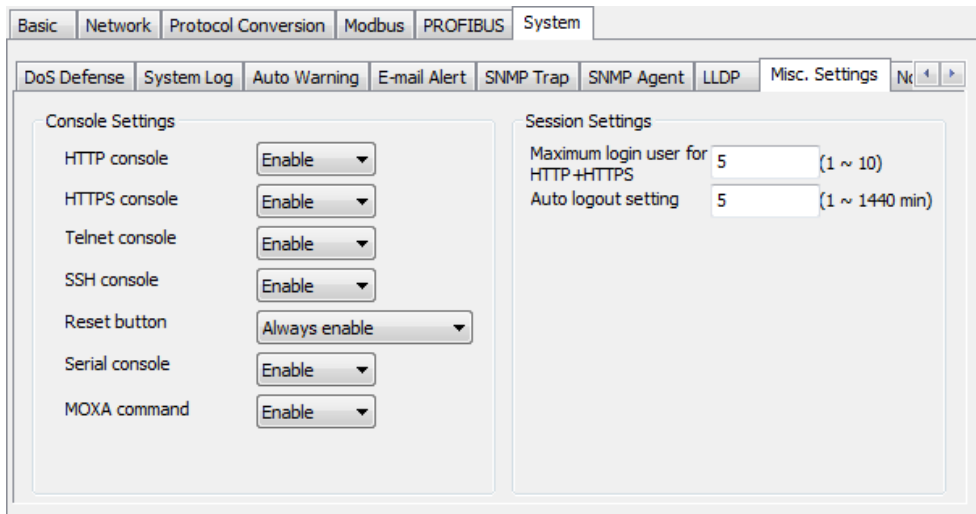 Basic Network Protocol Conversion Modbus PROFIBUS System
DoS Defense System Log Auto Warning E-mail Alert SNMP Trap SNMP Agent LLDP Misc. Settings
Console Settings
HTTP console Enable
HTTPS console Enable
Telnet console Enable
SSH console Enable
Reset button Always enable
Serial console Enable
MOXA command Enable
Session Settings
Maximum login user for
HTTP+HTTPS 5 (1 ~ 10)
Auto logout setting 5 (1 ~ 1440 min)